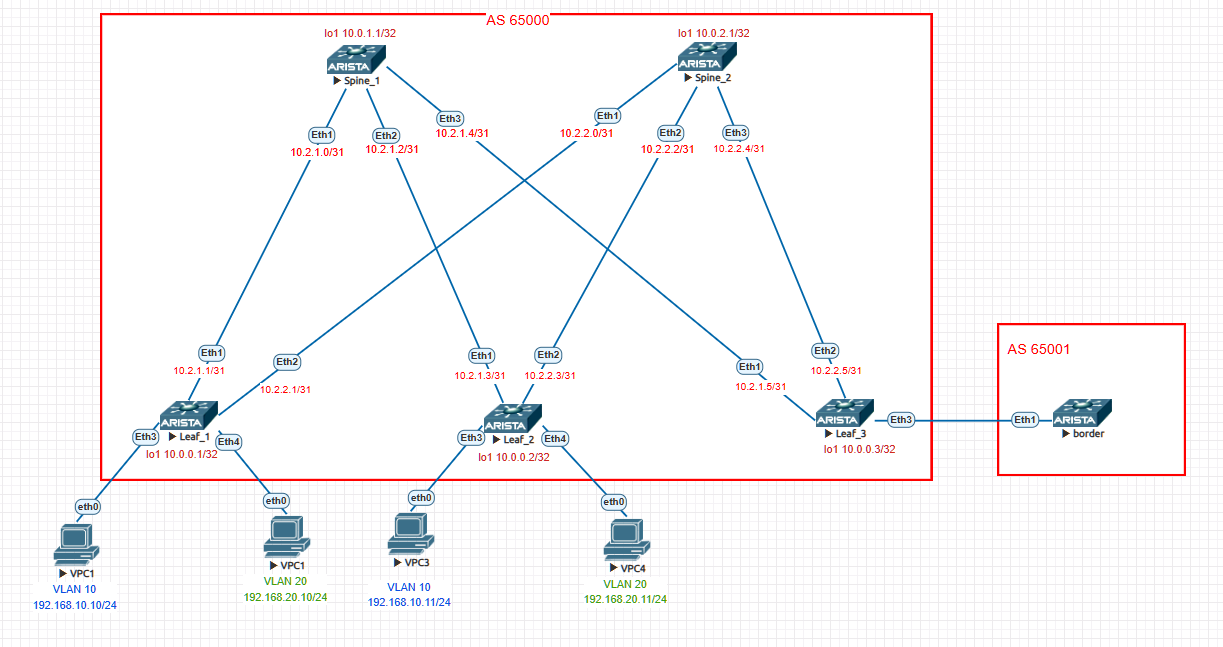 AS 65000
lo1 10.0.1.1/32
lo1 10.0.2.1/32
ARISTA
ARISTA
Spine_1
Spine_2
Eth1
Eth2
Eth3
Eth1
Eth2
Eth3
10.2.1.0/31
10.2.1.2/31
10.2.1.4/31
10.2.2.0/31
10.2.2.2/31
10.2.2.4/31
AS 65001
Eth1
Eth2
Eth1
Eth2
Eth1
Eth2
10.2.1.1/31
10.2.2.1/31
10.2.1.3/31
10.2.2.3/31
10.2.1.5/31
10.2.2.5/31
ARISTA
ARISTA
ARISTA
ARISTA
Eth3
Leaf_1
Eth4
Eth3
Leaf_2
Eth4
Leaf_3
Eth3
Eth1
border
lo1 10.0.0.1/32
lo1 10.0.0.2/32
lo1 10.0.0.3/32
eth0
eth0
eth0
eth0
VPC1
VLAN 10
192.168.10.10/24
VPC1
VLAN 20
192.168.20.10/24
VPC3
VLAN 10
192.168.10.11/24
VPC4
VLAN 20
192.168.20.11/24